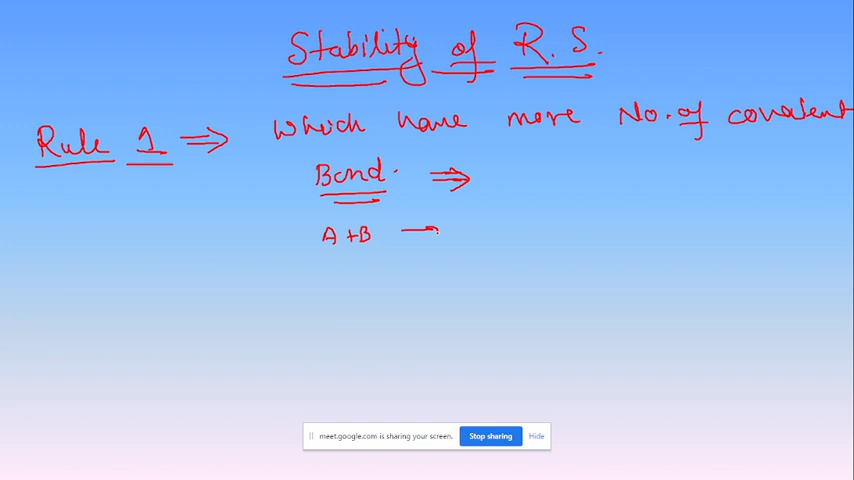 Stability of R.S.
Rule 1 ⇒ which have more No. of covalent
Bond. ⇒
A+B →
meet.google.com is sharing your screen. Stop sharing Hide